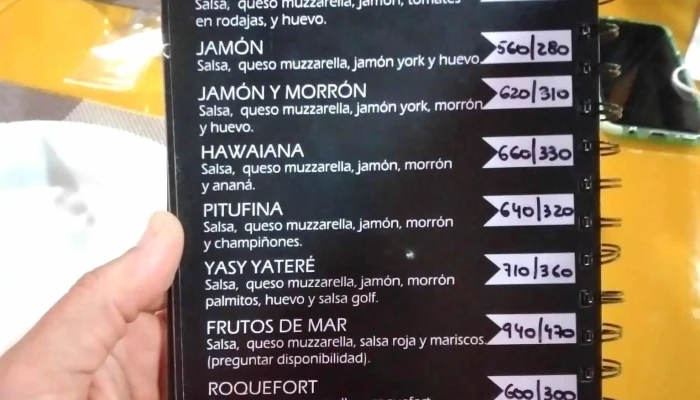 Salsa, queso muzzarella, jamón, tomates
en rodajas, y huevo.
JAMÓN 560/280
Salsa, queso muzzarella, jamón york y huevo
JAMÓN Y MORRÓN 620/310
Salsa, queso muzzarella, jamón york, morrón
y huevo.
HAWAIANA 660/330
Salsa, queso muzzarella, jamón, morrón
y ananá.
PITUFINA 640/320
Salsa, queso muzzarella, jamón, morrón
y champiñones.
YASY YATERÉ 710/360
Salsa, queso muzzarella, jamón, morrón
palmitos, huevo y salsa golf.
FRUTOS DE MAR 940/470
Salsa, queso muzzarella, salsa roja y mariscos
(preguntar disponibilidad).
ROQUEFORT 600/300